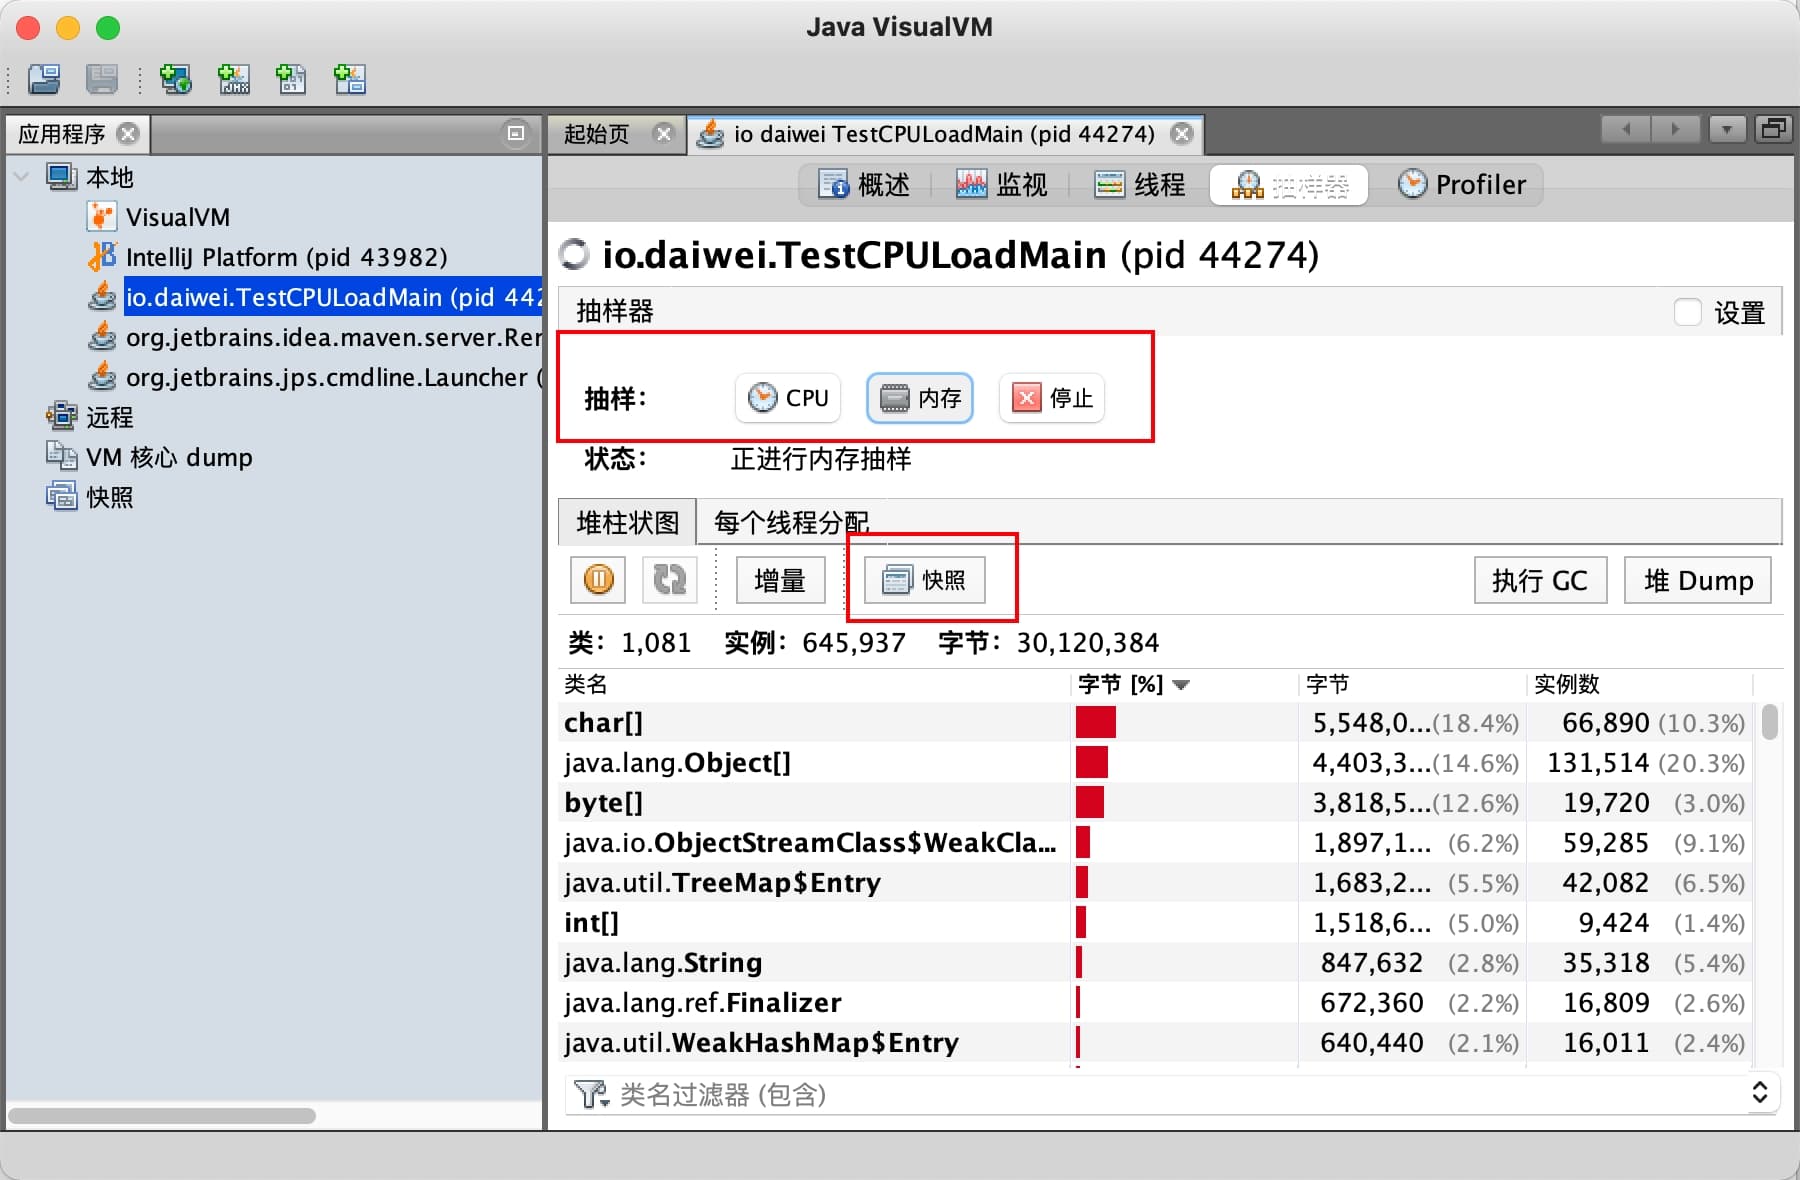 Java VisualVM
JMX
应用程序
起始页
io daiwei TestCPULoadMain (pid 44274)
本地
VisualVM
IntelliJ Platform (pid 43982)
io.daiwei.TestCPULoadMain (pid 442
org.jetbrains.idea.maven.server.Rer
org.jetbrains.jps.cmdline.Launcher (
远程
VM 核心 dump
快照
概述
监视
线程
抽样器
Profiler
io.daiwei.TestCPULoadMain (pid 44274)
抽样器
设置
抽样：
CPU
内存
停止
状态：
正进行内存抽样
堆柱状图
每个线程分配
增量
快照
执行 GC
堆 Dump
类： 1,081 实例： 645,937 字节： 30,120,384
类名 字节 [%] 字节 实例数
char[] 5,548,0...(18.4%) 66,890 (10.3%)
java.lang.Object[] 4,403,3...(14.6%) 131,514 (20.3%)
byte[] 3,818,5...(12.6%) 19,720 (3.0%)
java.io.ObjectStreamClass$WeakCla... 1,897,1... (6.2%) 59,285 (9.1%)
java.util.TreeMap$Entry 1,683,2... (5.5%) 42,082 (6.5%)
int[] 1,518,6... (5.0%) 9,424 (1.4%)
java.lang.String 847,632 (2.8%) 35,318 (5.4%)
java.lang.ref.Finalizer 672,360 (2.2%) 16,809 (2.6%)
java.util.WeakHashMap$Entry 640,440 (2.1%) 16,011 (2.4%)
类名过滤器 (包含)